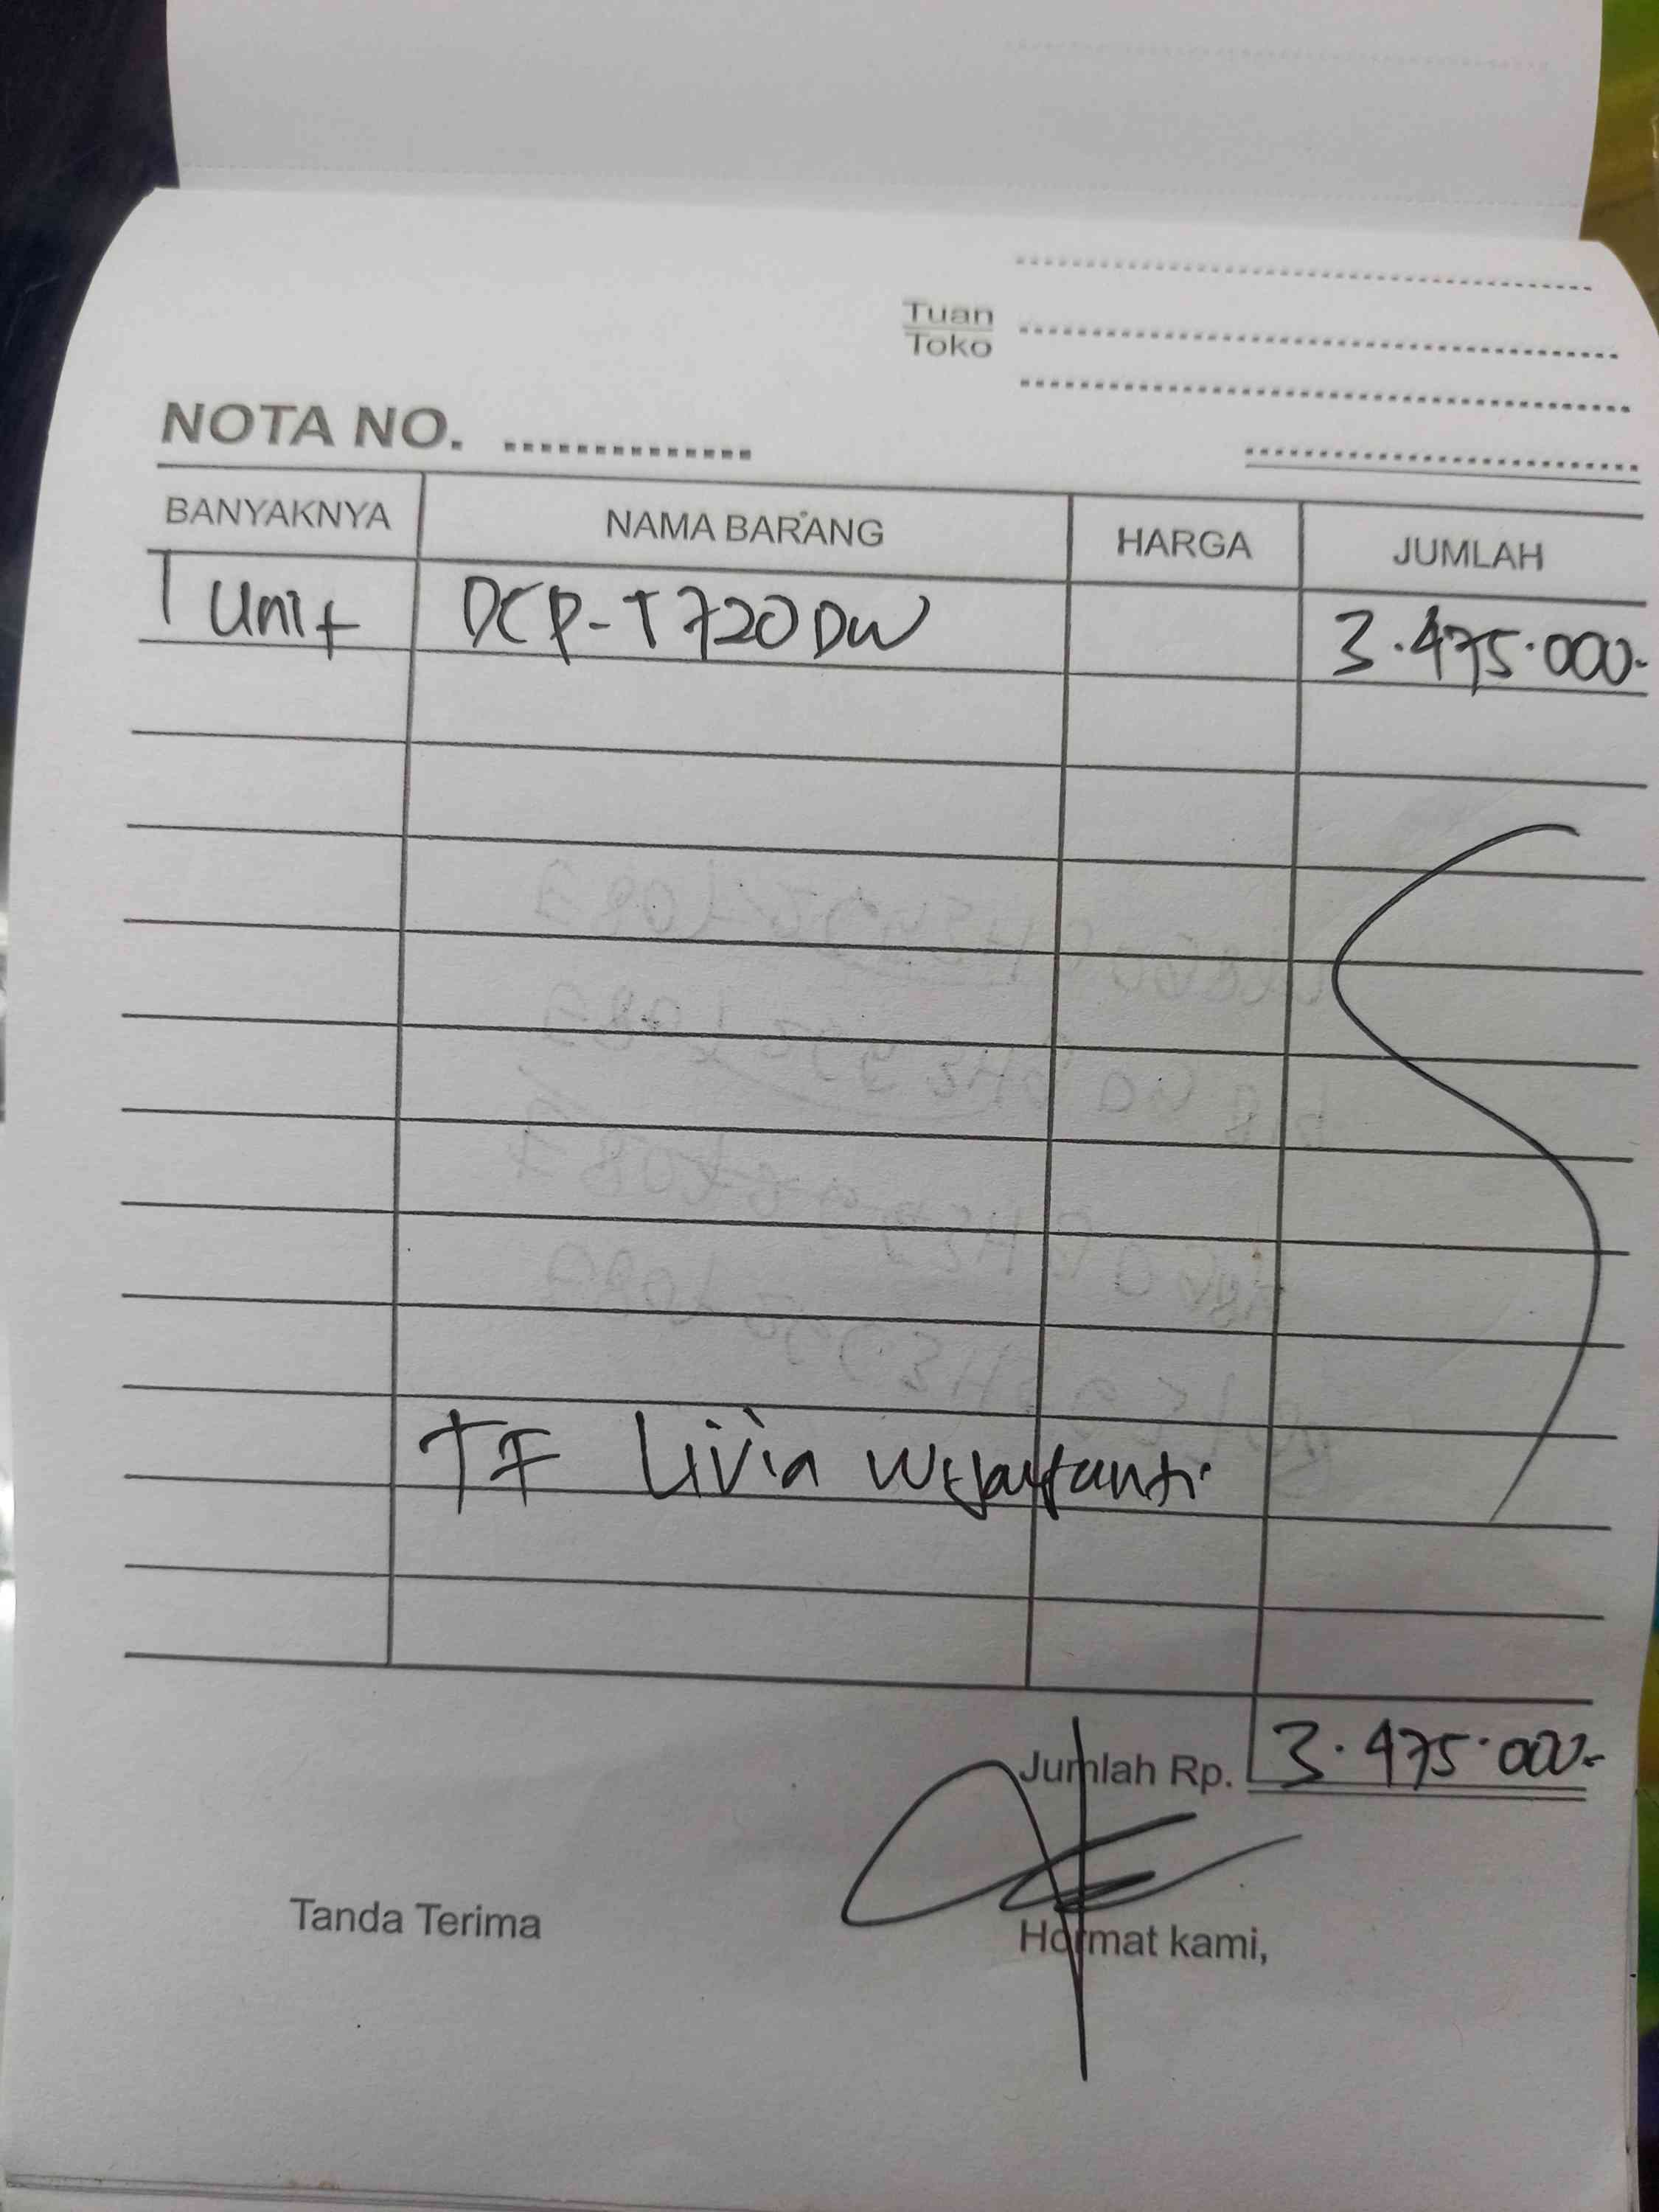 Tuan
Toko
NOTA NO. ..............
BANYAKNYA NAMA BARANG HARGA JUMLAH
1 Unit DCP-T720DW 3.475.000-
TF Livia
Jumlah Rp. 3.475.000-
Tanda Terima Hormat kami,